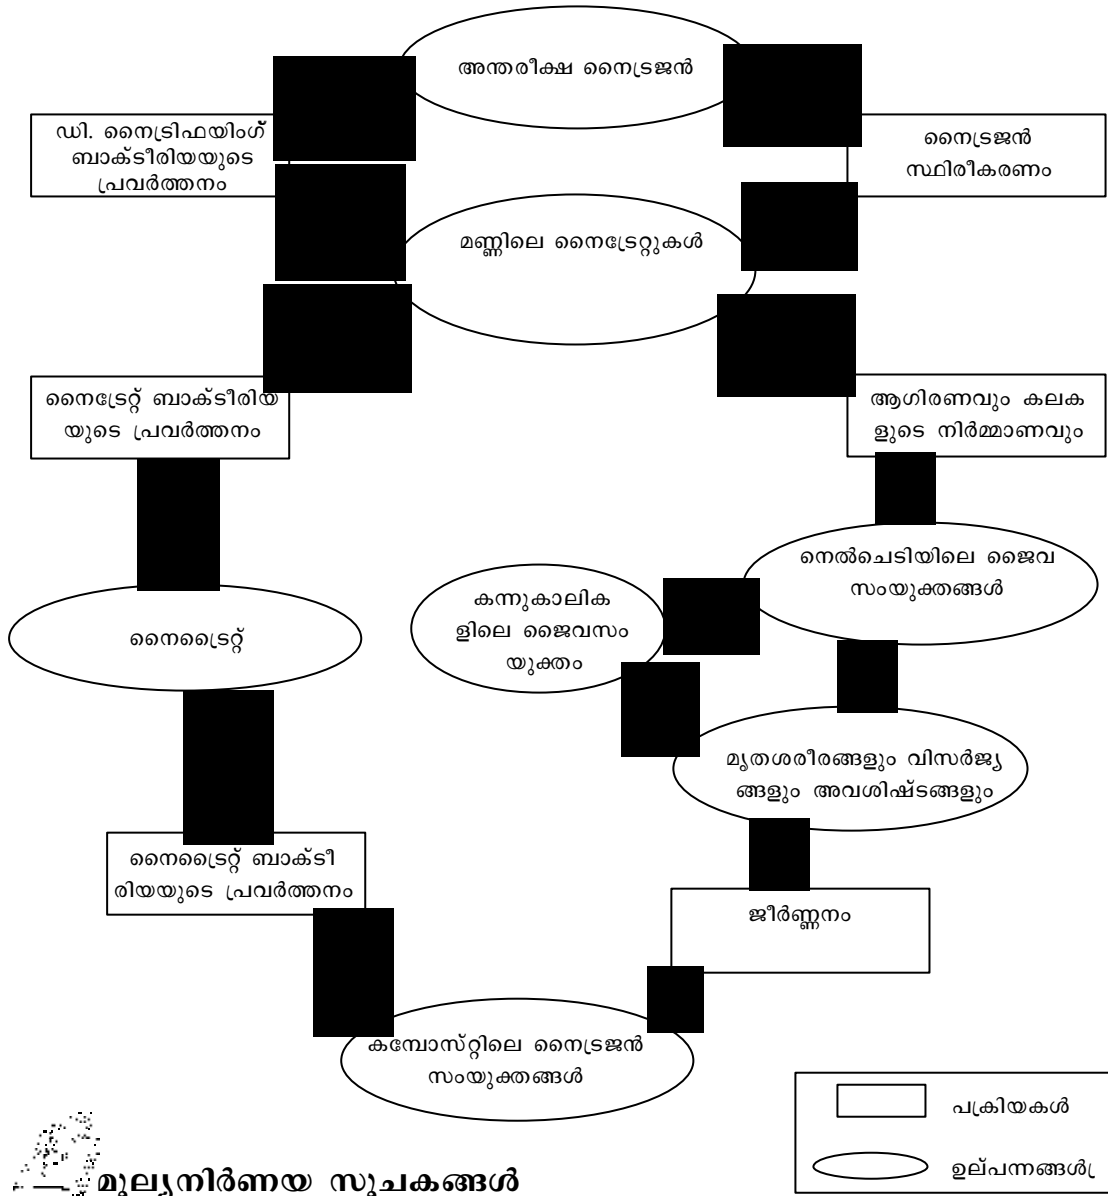 അന്തരീക്ഷ നൈട്രജൻ
ഡി. നൈട്രിഫയിംഗ്
ബാക്ടീരിയയുടെ
പ്രവർത്തനം
നൈട്രജൻ
സ്ഥിരീകരണം
മണ്ണിലെ നൈട്രേറ്റുകൾ
നൈട്രേറ്റ് ബാക്ടീരിയ
യുടെ പ്രവർത്തനം
ആഗിരണവും കലക
ളുടെ നിർമ്മാണവും
നെൽചെടിയിലെ ജൈവ
സംയുക്തങ്ങൾ
കന്നുകാലിക
ളിലെ ജൈവസം
യുക്തം
നൈട്രൈറ്റ്
മൃതശരീരങ്ങളും വിസർജ്യ
ങ്ങളും അവശിഷ്ടങ്ങളും
നൈട്രൈറ്റ് ബാക്ടീ
രിയയുടെ പ്രവർത്തനം
ജീർണ്ണനം
കമ്പോസ്റ്റിലെ നൈട്രജൻ
സംയുക്തങ്ങൾ
പക്രിയകൾ
ഉല്പന്നങ്ങൾ
മൂല്യനിർണയ സൂചകങ്ങൾ